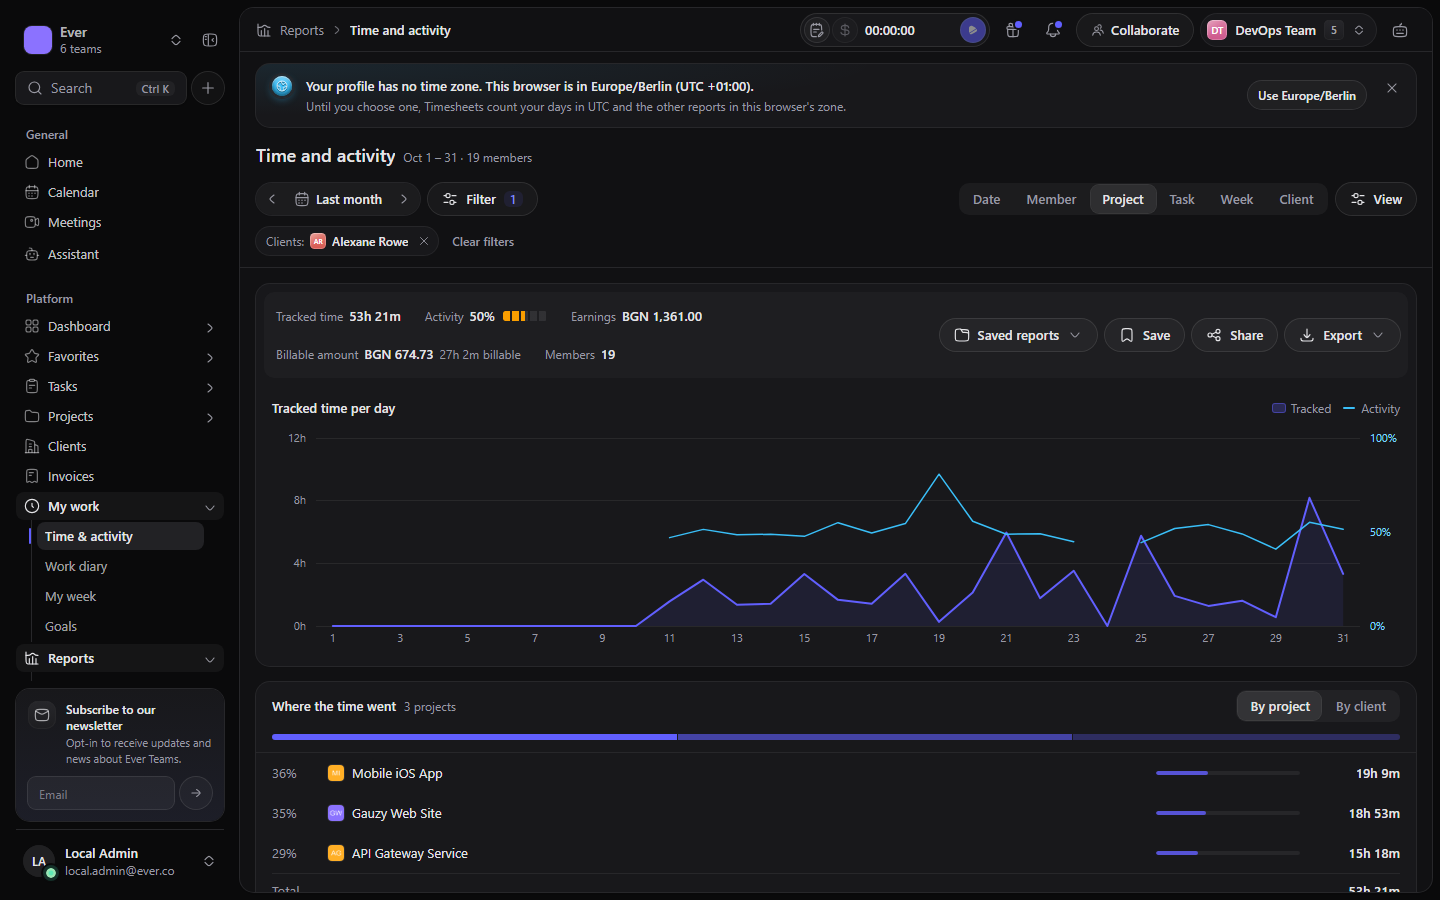 Ever
6 teams
Search
Ctrl K
General
Home
Calendar
Meetings
Assistant
Platform
Dashboard
Favorites
Tasks
Projects
Clients
Invoices
My work
Time & activity
Work diary
My week
Goals
Reports
Subscribe to our
newsletter
Opt-in to receive updates and
news about Ever Teams.
Email
LA
Local Admin
local.admin@ever.co
Reports
Time and activity
00:00:00
Collaborate
DT
DevOps Team
5
Your profile has no time zone. This browser is in Europe/Berlin (UTC +01:00).
Until you choose one, Timesheets count your days in UTC and the other reports in this browser's zone.
Use Europe/Berlin
Time and activity
Oct 1 – 31 · 19 members
Last month
Filter
1
Date
Member
Project
Task
Week
Client
View
Clients:
AR
Alexane Rowe
Clear filters
Tracked time 53h 21m
Activity 50%
Earnings BGN 1,361.00
Billable amount BGN 674.73 27h 2m billable
Members 19
Saved reports
Save
Share
Export
Tracked time per day
Tracked
Activity
12h
8h
4h
0h
100%
50%
0%
1
3
5
7
9
11
13
15
17
19
21
23
25
27
29
31
Where the time went
3 projects
By project
By client
36%
MI
Mobile iOS App
19h 9m
35%
GW
Gauzy Web Site
18h 53m
29%
AG
API Gateway Service
15h 18m
Total
53h 21m